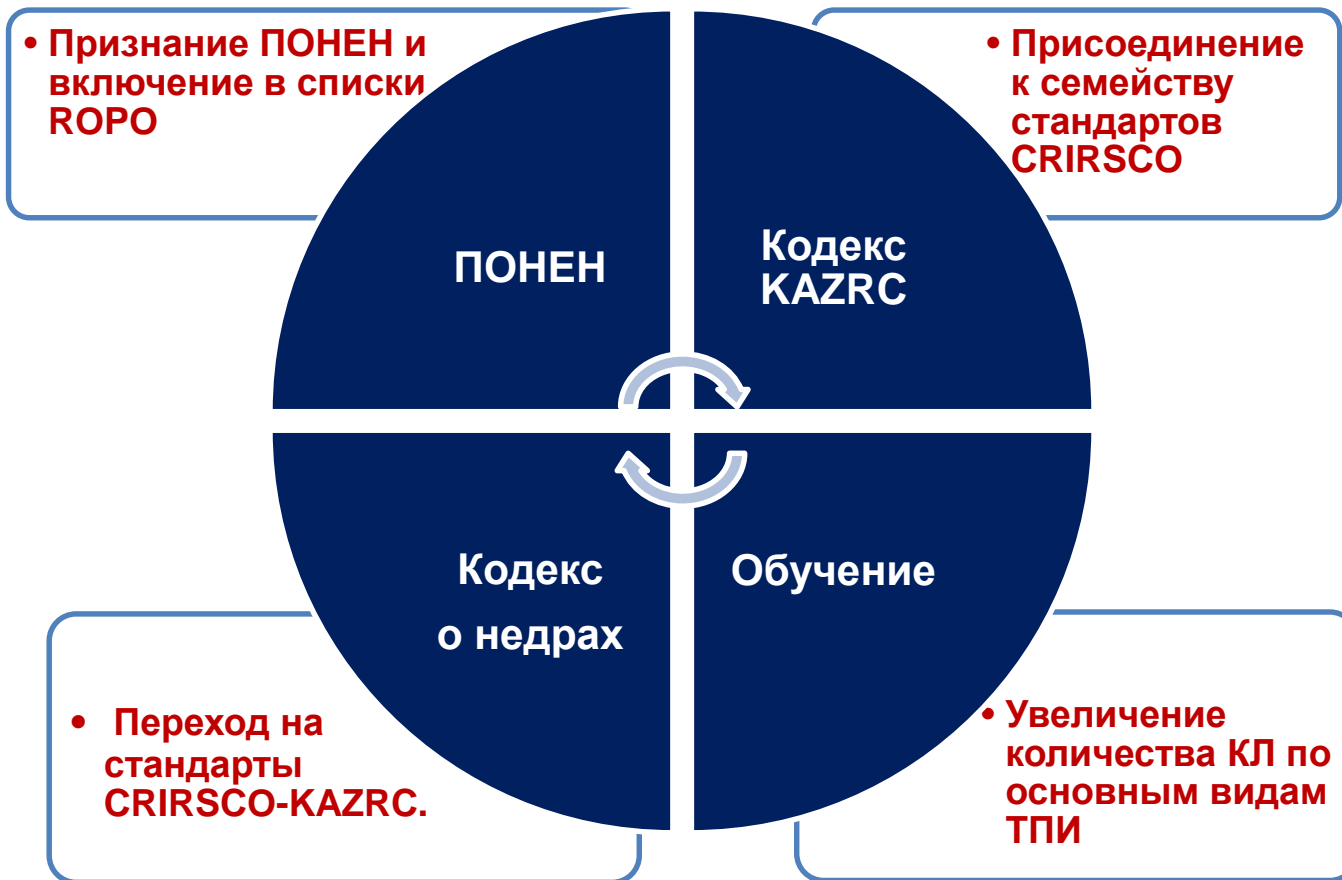 • Признание ПОНЕН и
включение в списки
ROPO
• Присоединение
к семейству
стандартов
CRIRSCO
ПОНЕН
Кодекс
KAZRC
Кодекс
о недрах
Обучение
• Переход на
стандарты
CRIRSCO-KAZRC.
• Увеличение
количества КЛ по
основным видам
ТПИ